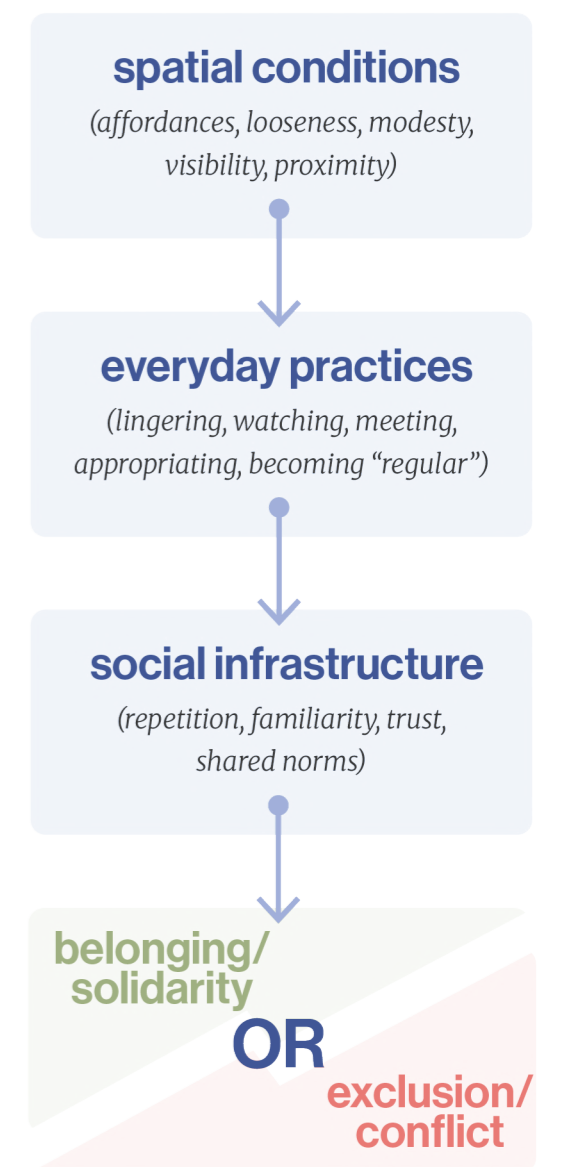 spatial conditions
(affordances, looseness, modesty,
visibility, proximity)
everyday practices
(lingering, watching, meeting,
appropriating, becoming “regular”)
social infrastructure
(repetition, familiarity, trust,
shared norms)
belonging/
solidarity
OR
exclusion/
conflict